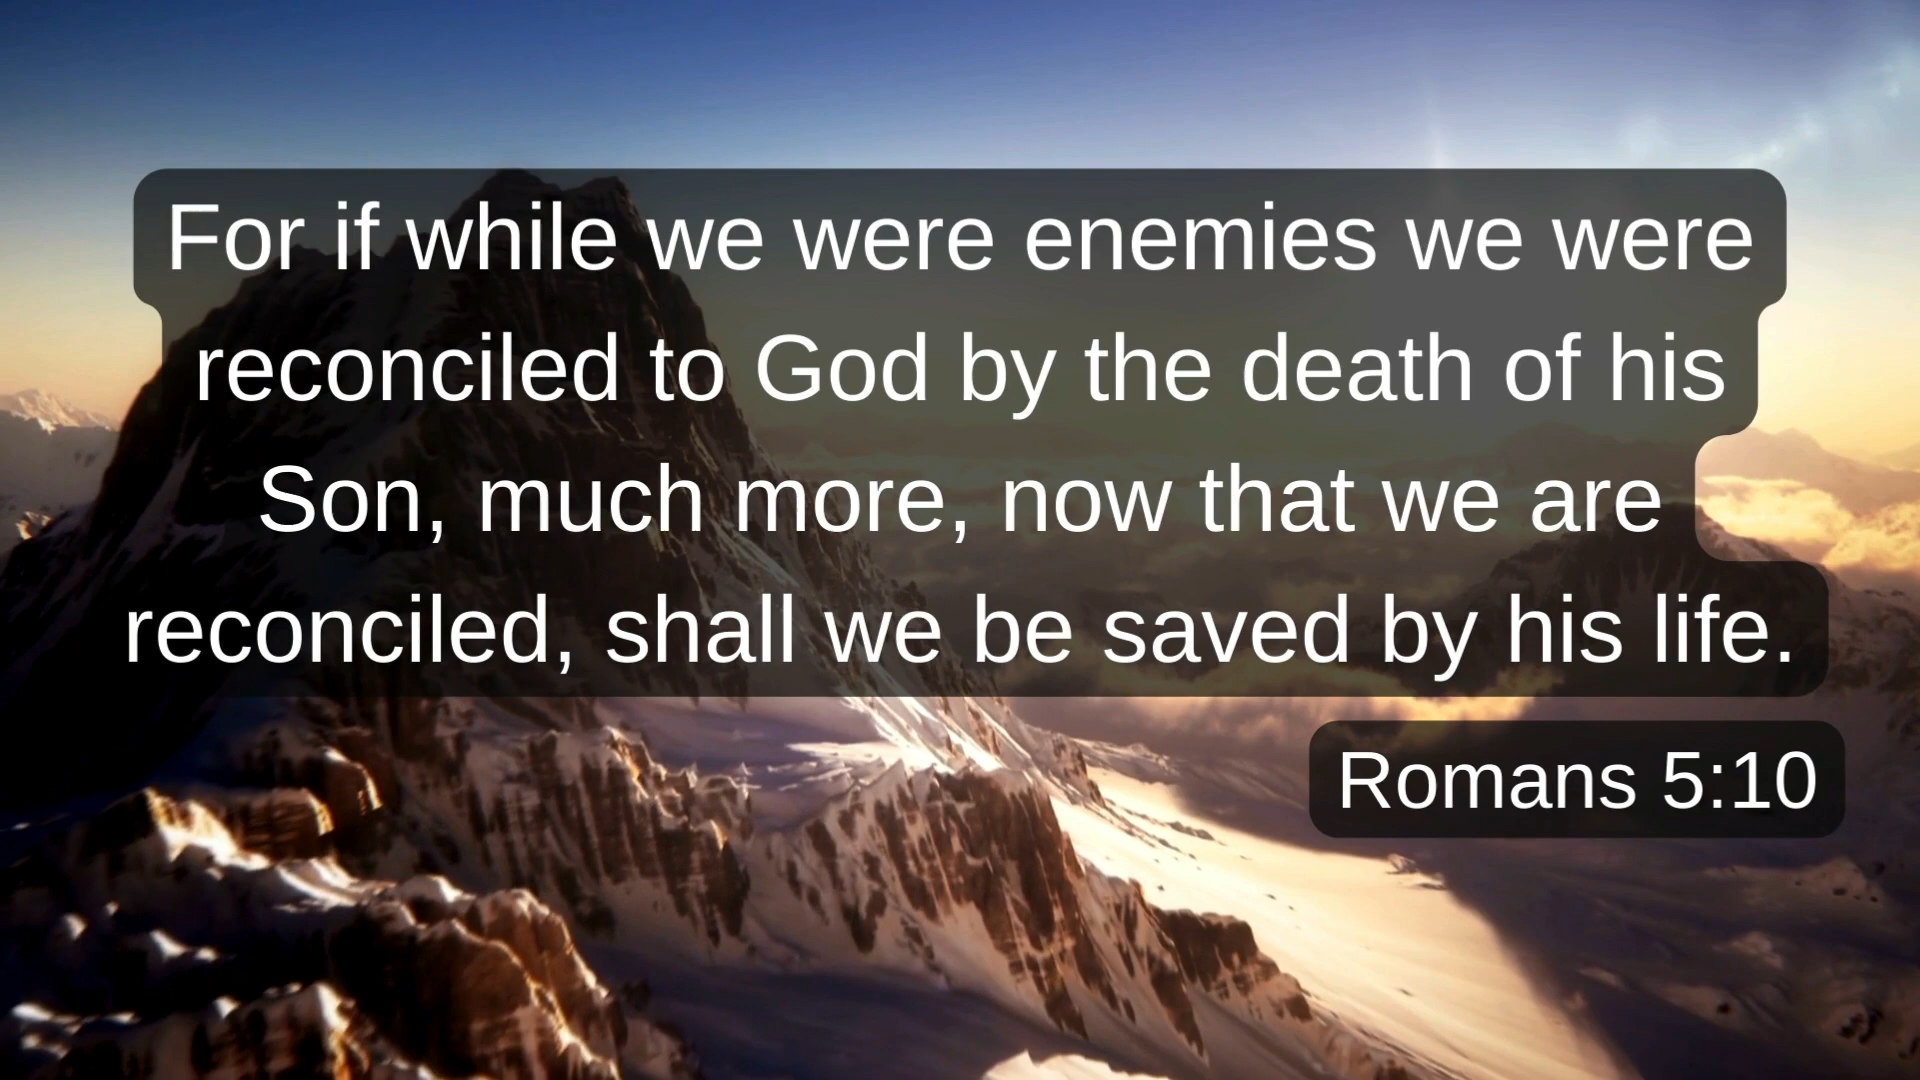 For if while we were enemies we were
reconciled to God by the death of his
Son, much more, now that we are
reconciled, shall we be saved by his life.
Romans 5:10